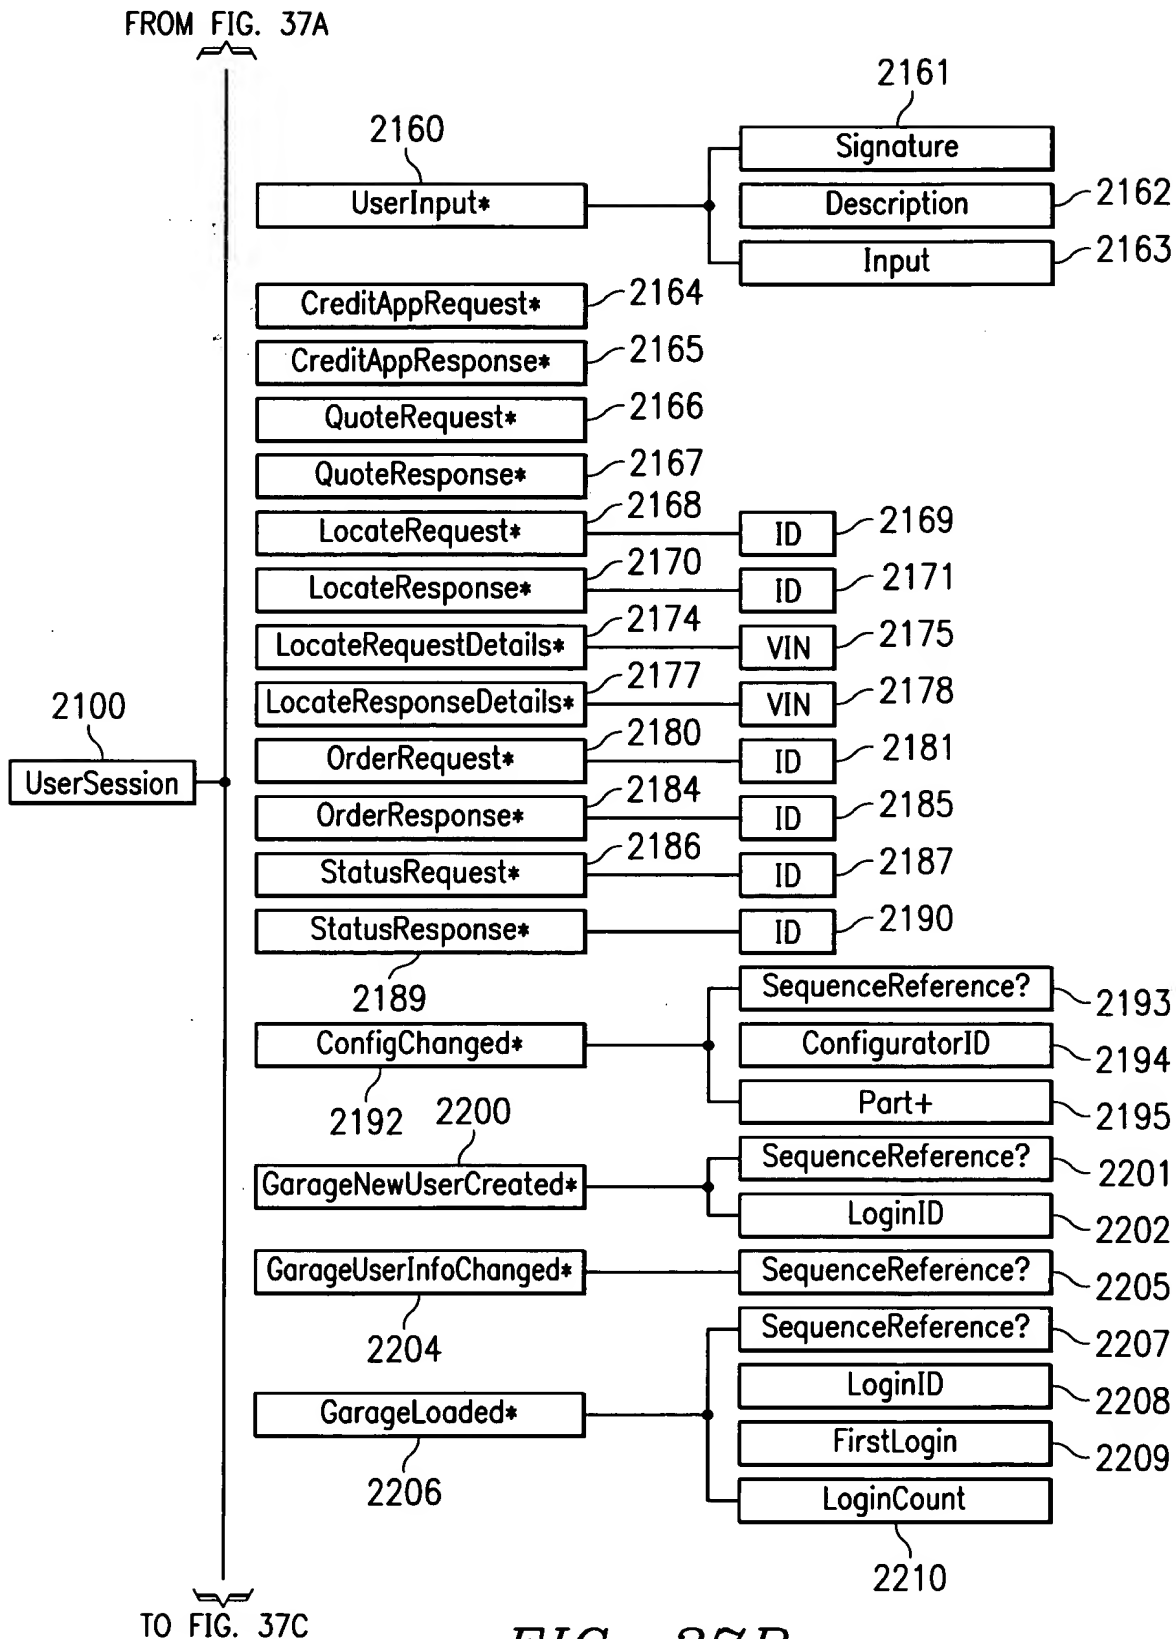 FROM FIG. 37A
2161
2160
Signature
UserInput*
Description
2162
Input
2163
CreditAppRequest*
2164
CreditAppResponse*
2165
QuoteRequest*
2166
QuoteResponse*
2167
LocateRequest*
2168
ID
2169
LocateResponse*
2170
ID
2171
LocateRequestDetails*
2174
VIN
2175
LocateResponseDetails*
2177
VIN
2178
2100
UserSession
OrderRequest*
2180
ID
2181
OrderResponse*
2184
ID
2185
StatusRequest*
2186
ID
2187
StatusResponse*
ID
2190
2189
SequenceReference?
2193
ConfigChanged*
ConfiguratorID
2194
2192
Part+
2195
2200
SequenceReference?
2201
GarageNewUserCreated*
LoginID
2202
GarageUserInfoChanged*
SequenceReference?
2205
2204
SequenceReference?
2207
LoginID
2208
GarageLoaded*
FirstLogin
2209
2206
LoginCount
2210
TO FIG. 37C
FIG. 37B